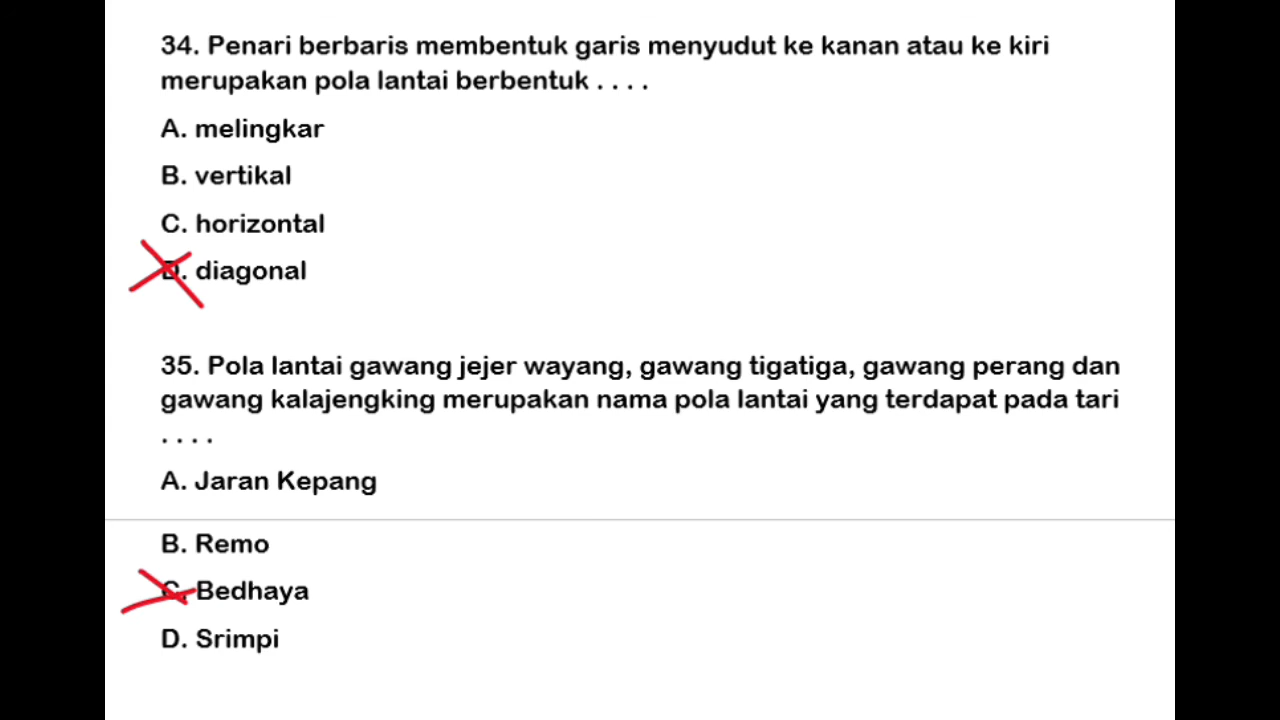 34. Penari berbaris membentuk garis menyudut ke kanan atau ke kiri
merupakan pola lantai berbentuk . . . .
A. melingkar
B. vertikal
C. horizontal
D. diagonal
35. Pola lantai gawang jejer wayang, gawang tigatiga, gawang perang dan
gawang kalajengking merupakan nama pola lantai yang terdapat pada tari
. . . .
A. Jaran Kepang
B. Remo
C. Bedhaya
D. Srimpi